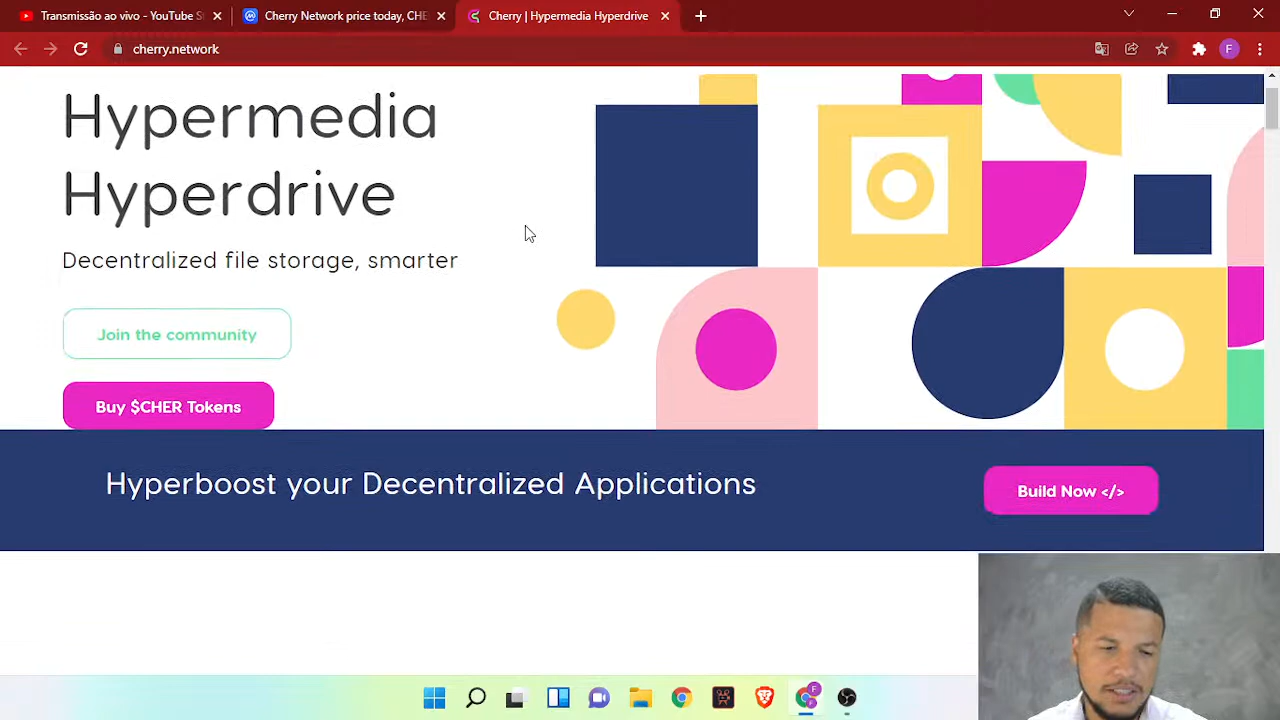 Transmissão ao vivo - YouTube S
Cherry Network price today, CHE
Cherry | Hypermedia Hyperdrive
cherry.network
F
Hypermedia
Hyperdrive
Decentralized file storage, smarter
Join the community
Buy $CHER Tokens
Hyperboost your Decentralized Applications
Build Now </>